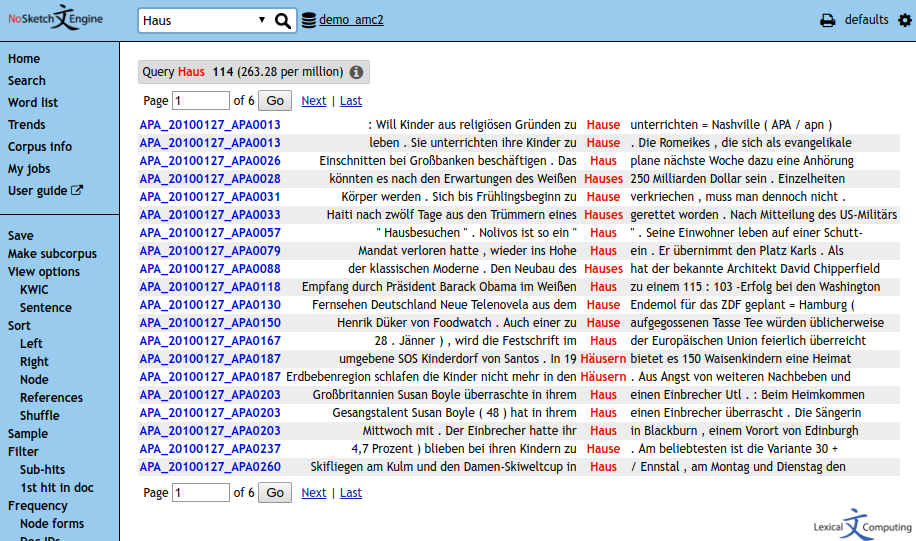 NoSketch Engine
Haus ▼ demo_amc2 defaults
Home
Search
Word list
Trends
Corpus info
My jobs
User guide
Save
Make subcorpus
View options
KWIC
Sentence
Sort
Left
Right
Node
References
Shuffle
Sample
Filter
Sub-hits
1st hit in doc
Frequency
Node forms
Doc IDs
Query Haus 114 (263.28 per million)
Page 1 of 6 Go Next | Last
APA_20100127_APA0013 : Will Kinder aus religiösen Gründen zu Hause unterrichten = Nashville ( APA / apn )
APA_20100127_APA0013 leben . Sie unterrichten ihre Kinder zu Hause . Die Romeikes , die sich als evangelikale
APA_20100127_APA0026 Einschnitten bei Großbanken beschäftigen . Das Haus plane nächste Woche dazu eine Anhörung
APA_20100127_APA0028 könnten es nach den Erwartungen des Weißen Hauses 250 Milliarden Dollar sein . Einzelheiten
APA_20100127_APA0031 Körper werden . Sich bis Frühlingsbeginn zu Hause verkriechen , muss man dennoch nicht .
APA_20100127_APA0033 Haiti nach zwölf Tage aus den Trümmern eines Hauses gerettet worden . Nach Mitteilung des US-Militärs
APA_20100127_APA0057 " Hausbesuchen " . Nolivos ist so ein " Haus " . Seine Einwohner leben auf einer Schutt-
APA_20100127_APA0079 Mandat verloren hatte , wieder ins Hohe Haus ein . Er übernimmt den Platz Karls . Als
APA_20100127_APA0088 der klassischen Moderne . Den Neubau des Hauses hat der bekannte Architekt David Chipperfield
APA_20100127_APA0118 Empfang durch Präsident Barack Obama im Weißen Haus zu einem 115 : 103 -Erfolg bei den Washington
APA_20100127_APA0130 Fernsehen Deutschland Neue Telenovela aus dem Hause Endemol für das ZDF geplant = Hamburg (
APA_20100127_APA0150 Henrik Düker von Foodwatch . Auch einer zu Hause aufgegossenen Tasse Tee würden üblicherweise
APA_20100127_APA0167 28 . Jänner ) , wird die Festschrift im Haus der Europäischen Union feierlich überreicht
APA_20100127_APA0187 umgebene SOS Kinderdorf von Santos . In 19 Häusern bietet es 150 Waisenkindern eine Heimat
APA_20100127_APA0187 Erdbebenregion schlafen die Kinder nicht mehr in den Häusern . Aus Angst von weiteren Nachbeben und
APA_20100127_APA0203 Großbritannien Susan Boyle überraschte in ihrem Haus einen Einbrecher Utl . : Beim Heimkommen
APA_20100127_APA0203 Gesangstalent Susan Boyle ( 48 ) hat in ihrem Haus einen Einbrecher überrascht . Die Sängerin
APA_20100127_APA0203 Mittwoch mit . Der Einbrecher hatte ihr Haus in Blackburn , einem Vorort von Edinburgh
APA_20100127_APA0237 4,7 Prozent ) blieben bei ihren Kindern zu Hause . Am beliebtesten ist die Variante 30 +
APA_20100127_APA0260 Skifliegen am Kulm und den Damen-Skiweltcup in Haus / Ennstal , am Montag und Dienstag den
Page 1 of 6 Go Next | Last
Lexical Computing